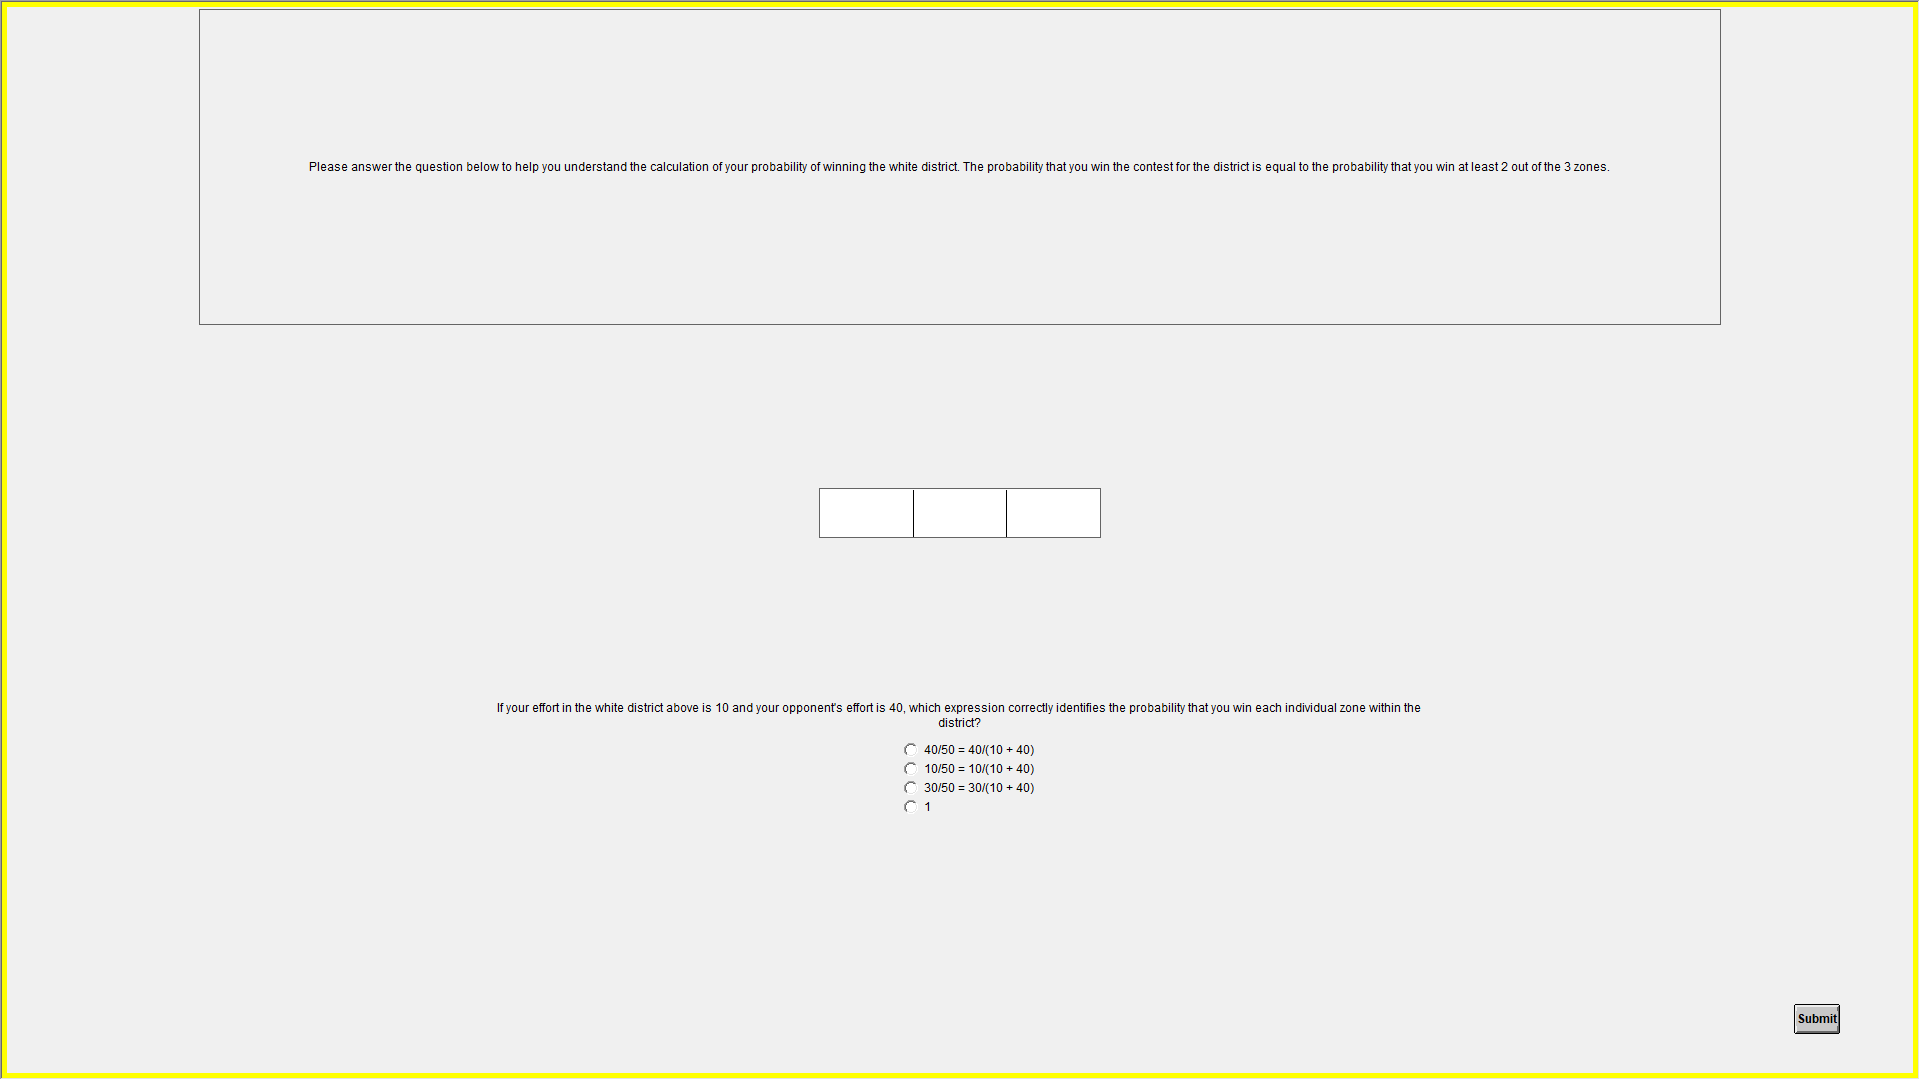 Please answer the question below to help you understand the calculation of your probability of winning the white district. The probability that you win the contest for the district is equal to the probability that you win at least 2 out of the 3 zones.
If your effort in the white district above is 10 and your opponent's effort is 40, which expression correctly identifies the probability that you win each individual zone within the
district?
40/50 = 40/(10 + 40)
10/50 = 10/(10 + 40)
30/50 = 30/(10 + 40)
1
Submit